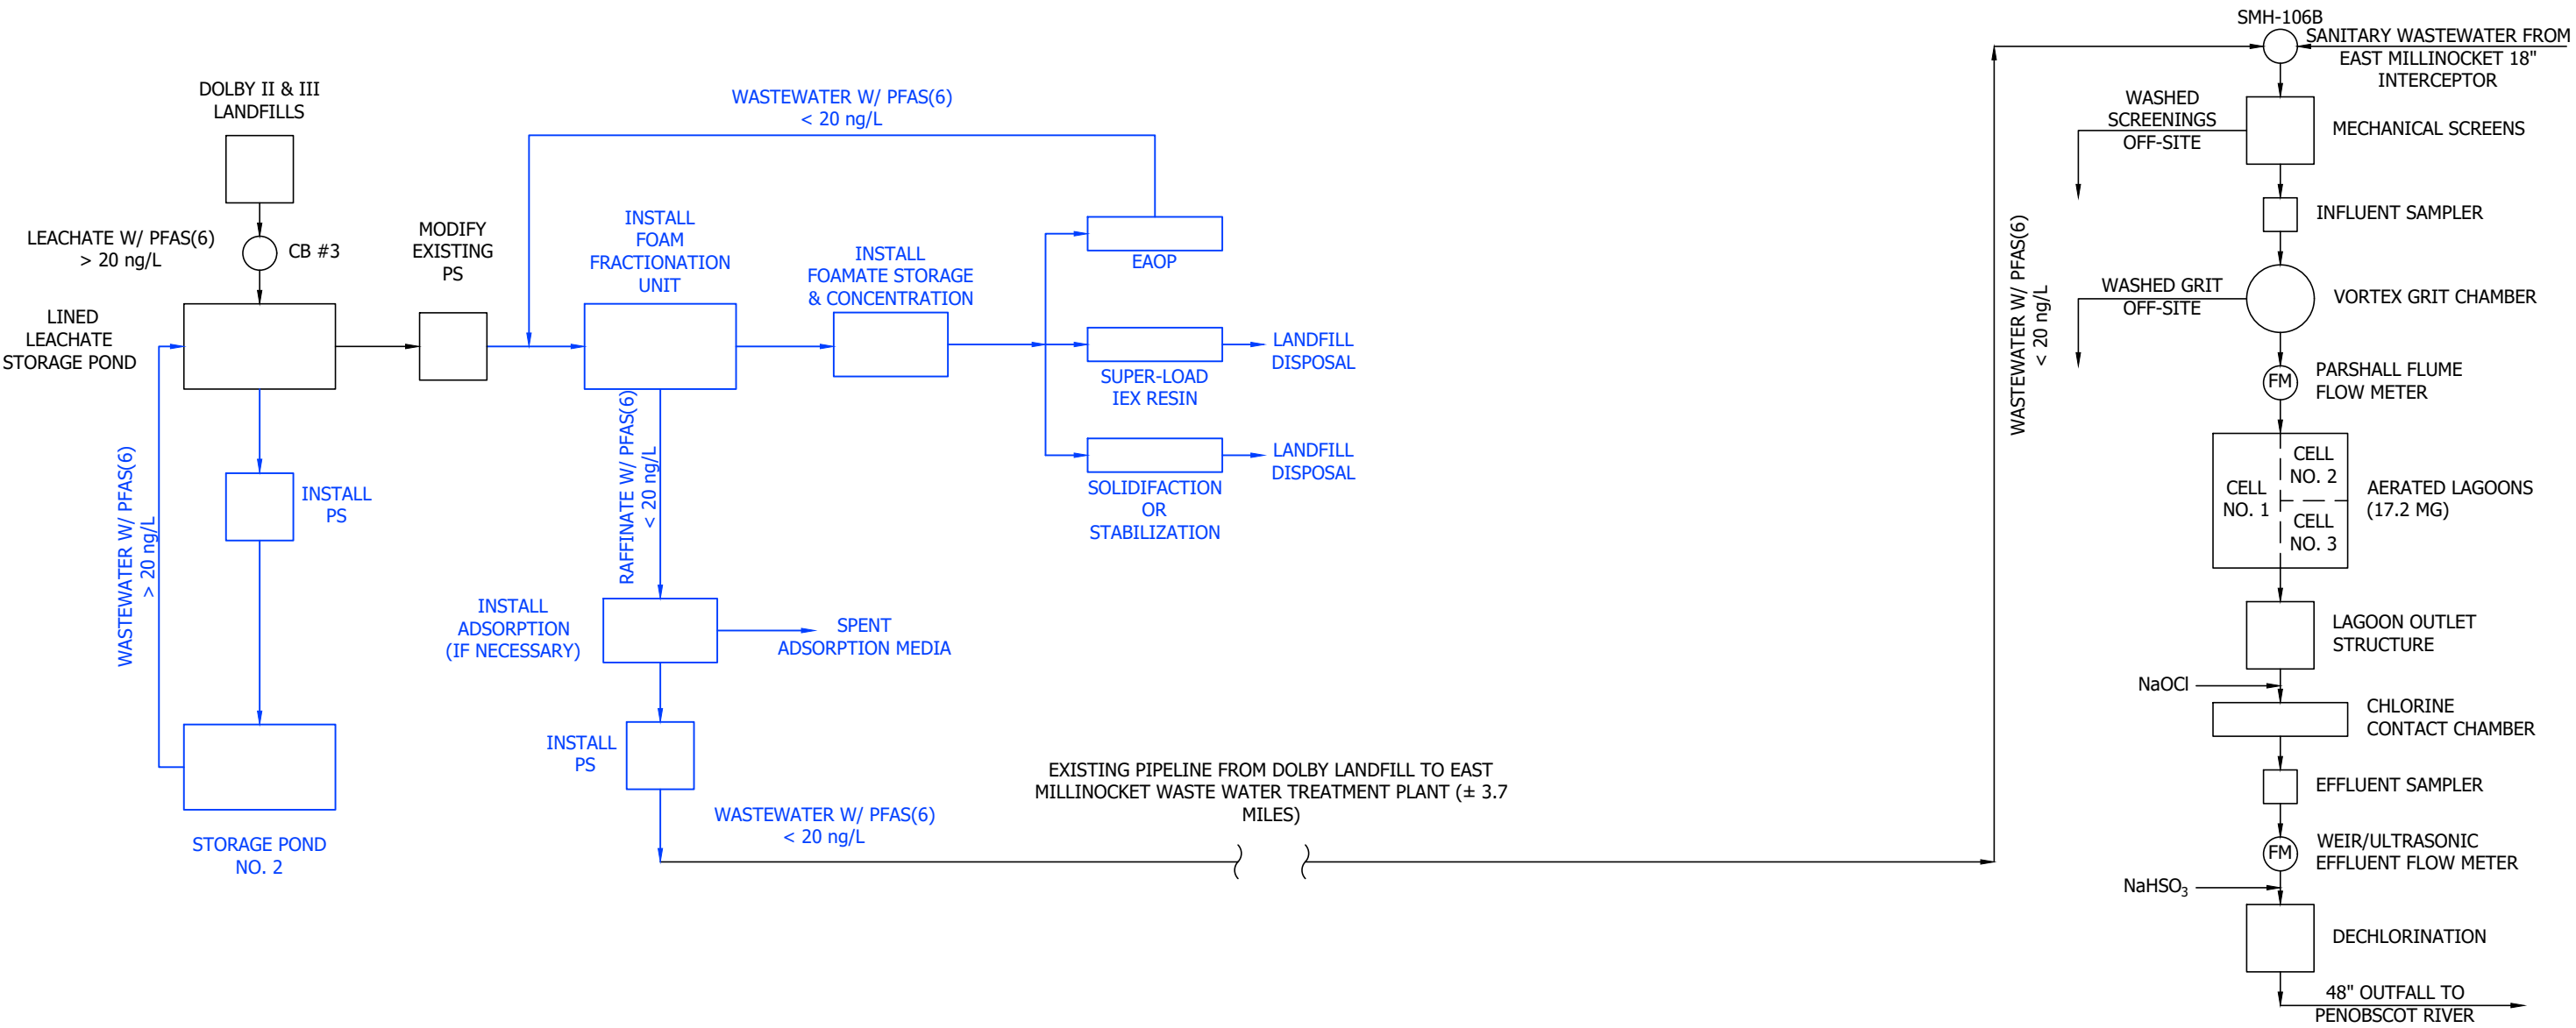 DOLBY II & III
LANDFILLS
LEACHATE W/ PFAS(6)
> 20 ng/L
CB #3
LINED
LEACHATE
STORAGE POND
WASTEWATER W/ PFAS(6)
> 20 ng/L
INSTALL
PS
STORAGE POND
NO. 2
MODIFY
EXISTING
PS
WASTEWATER W/ PFAS(6)
< 20 ng/L
INSTALL
FOAM
FRACTIONATION
UNIT
INSTALL
FOAMATE STORAGE
& CONCENTRATION
EAOP
SUPER-LOAD
IEX RESIN
LANDFILL
DISPOSAL
SOLIDIFACTION
OR
STABILIZATION
LANDFILL
DISPOSAL
RAFFINATE W/ PFAS(6)
< 20 ng/L
INSTALL
ADSORPTION
(IF NECESSARY)
SPENT
ADSORPTION MEDIA
INSTALL
PS
WASTEWATER W/ PFAS(6)
< 20 ng/L
EXISTING PIPELINE FROM DOLBY LANDFILL TO EAST
MILLINOCKET WASTE WATER TREATMENT PLANT (± 3.7
MILES)
WASTEWATER W/ PFAS(6)
< 20 ng/L
SMH-106B
SANITARY WASTEWATER FROM
EAST MILLINOCKET 18"
INTERCEPTOR
WASHED
SCREENINGS
OFF-SITE
MECHANICAL SCREENS
INFLUENT SAMPLER
WASHED GRIT
OFF-SITE
VORTEX GRIT CHAMBER
FM
PARSHALL FLUME
FLOW METER
CELL
NO. 1
CELL
NO. 2
CELL
NO. 3
AERATED LAGOONS
(17.2 MG)
LAGOON OUTLET
STRUCTURE
NaOCl
CHLORINE
CONTACT CHAMBER
EFFLUENT SAMPLER
FM
WEIR/ULTRASONIC
EFFLUENT FLOW METER
NaHSO₃
DECHLORINATION
48" OUTFALL TO
PENOBSCOT RIVER